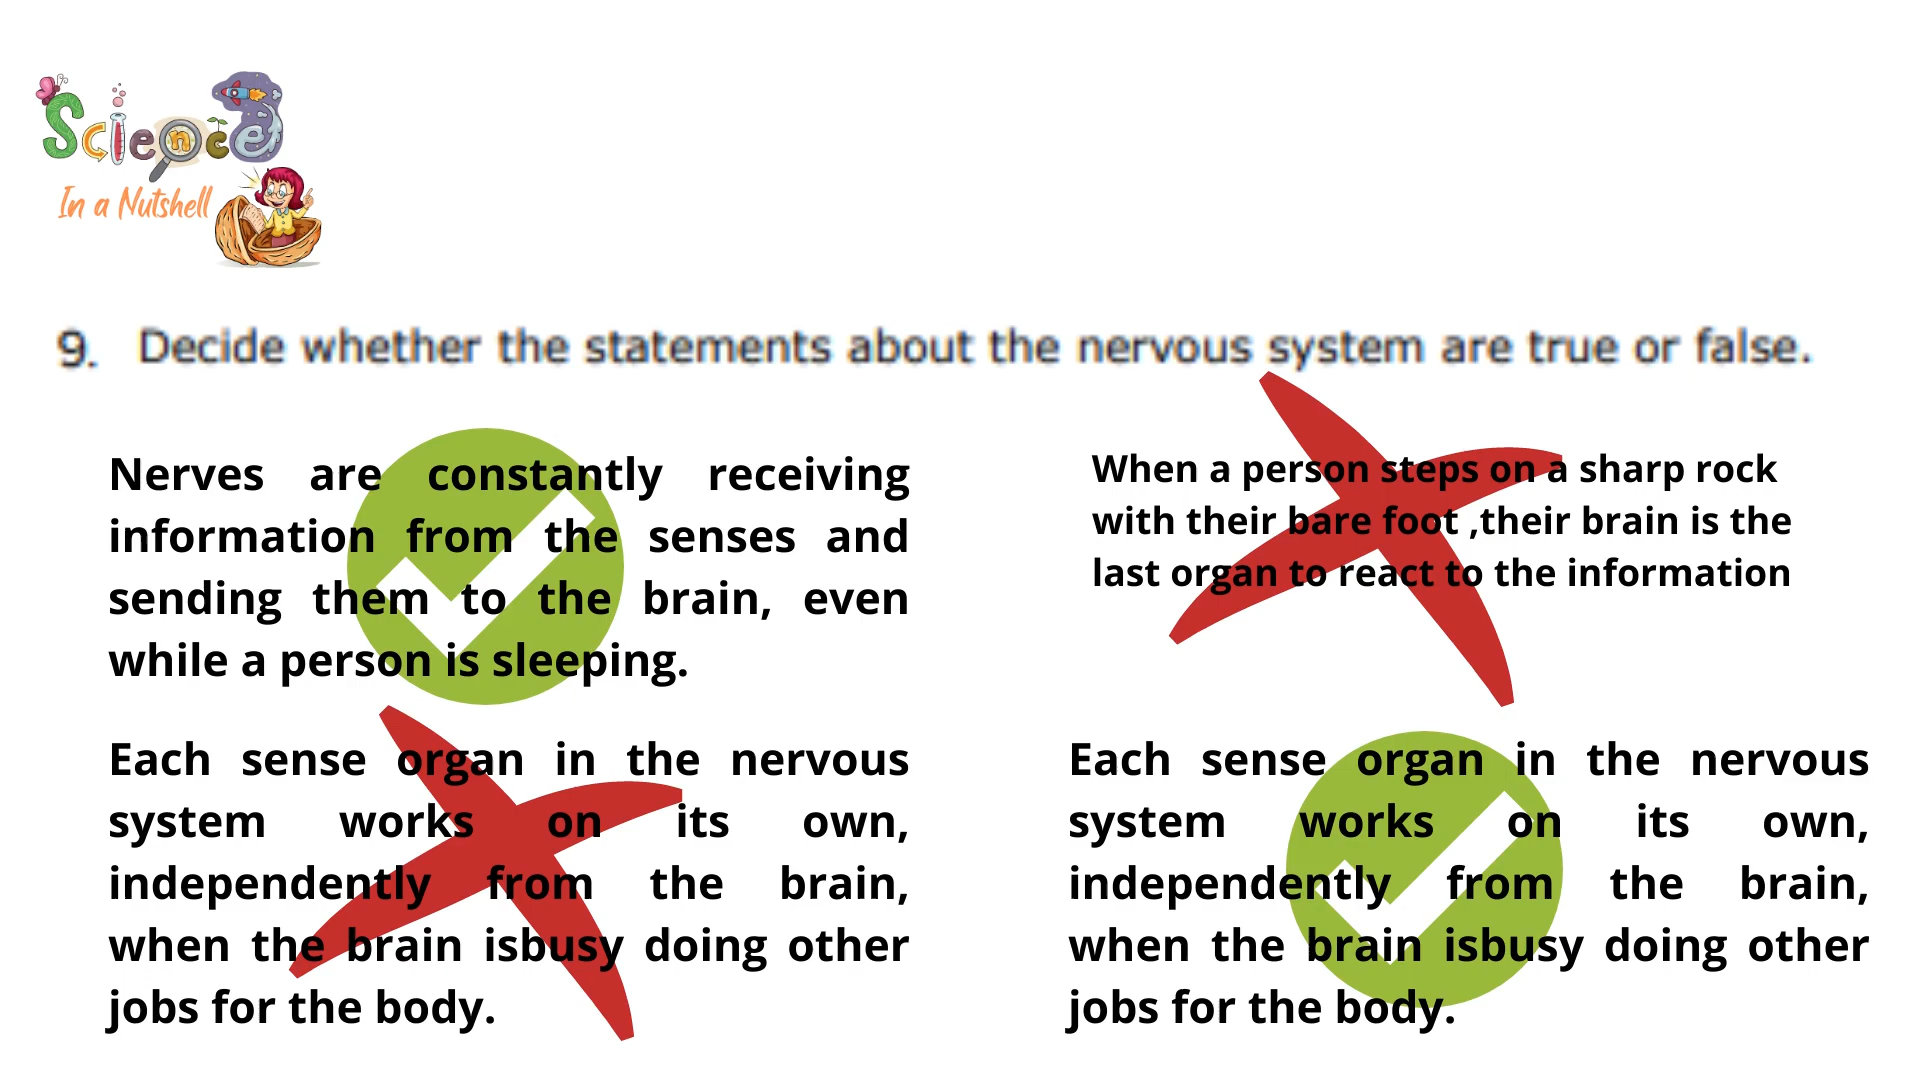 Science
In a Nutshell
9. Decide whether the statements about the nervous system are true or false.
Nerves are constantly receiving
information from the senses and
sending them to the brain, even
while a person is sleeping.
When a person steps on a sharp rock
with their bare foot ,their brain is the
last organ to react to the information
Each sense organ in the nervous
system works on its own,
independently from the brain,
when the brain isbusy doing other
jobs for the body.
Each sense organ in the nervous
system works on its own,
independently from the brain,
when the brain isbusy doing other
jobs for the body.